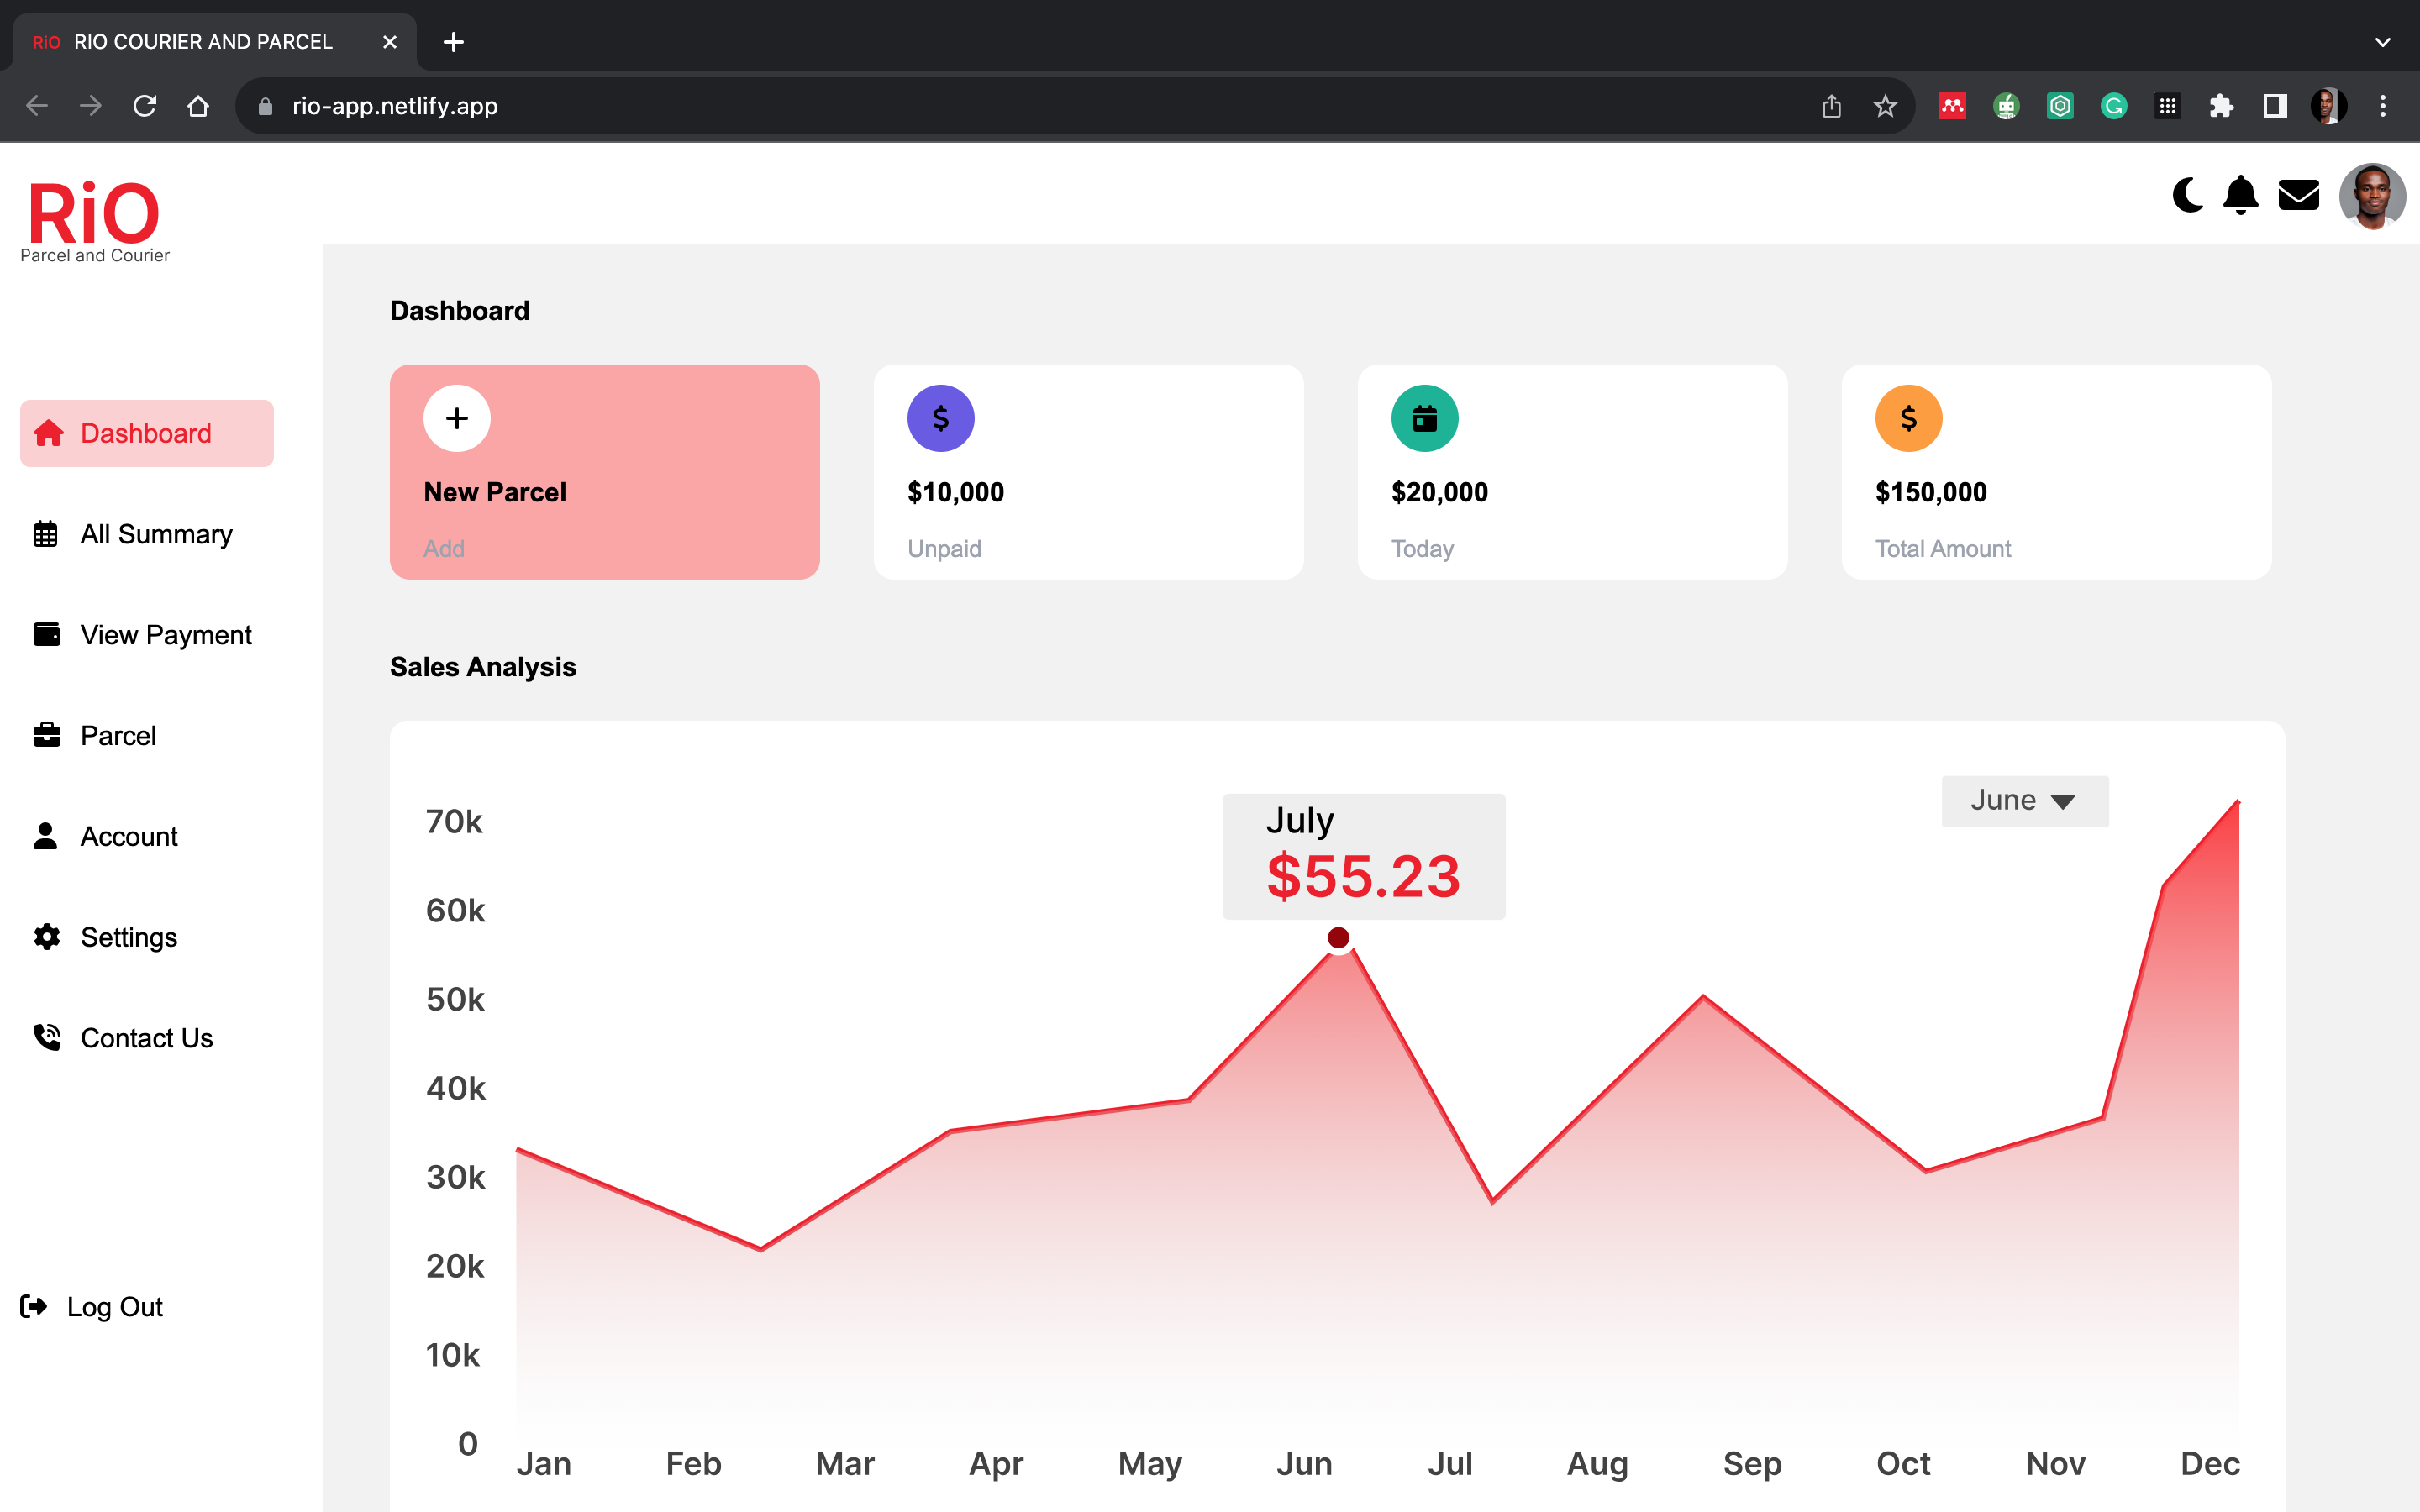 RiO RIO COURIER AND PARCEL
rio-app.netlify.app
RiO
Parcel and Courier
Dashboard
All Summary
View Payment
Parcel
Account
Settings
Contact Us
Log Out
Dashboard
New Parcel
Add
$10,000
Unpaid
$20,000
Today
$150,000
Total Amount
Sales Analysis
June
July
$55.23
70k
60k
50k
40k
30k
20k
10k
0
Jan Feb Mar Apr May Jun Jul Aug Sep Oct Nov Dec